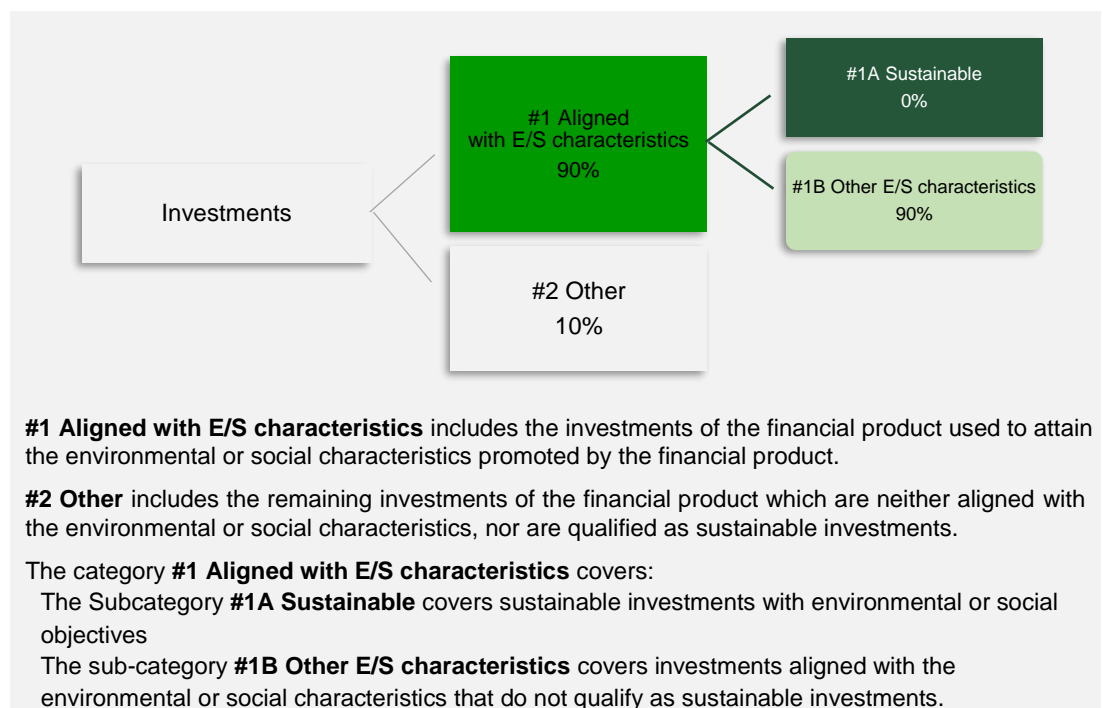 #1A Sustainable
0%
#1 Aligned
with E/S characteristics
90%
#1B Other E/S characteristics
90%
Investments
#2 Other
10%
#1 Aligned with E/S characteristics includes the investments of the financial product used to attain
the environmental or social characteristics promoted by the financial product.
#2 Other includes the remaining investments of the financial product which are neither aligned with
the environmental or social characteristics, nor are qualified as sustainable investments.
The category #1 Aligned with E/S characteristics covers:
The Subcategory #1A Sustainable covers sustainable investments with environmental or social
objectives
The sub-category #1B Other E/S characteristics covers investments aligned with the
environmental or social characteristics that do not qualify as sustainable investments.